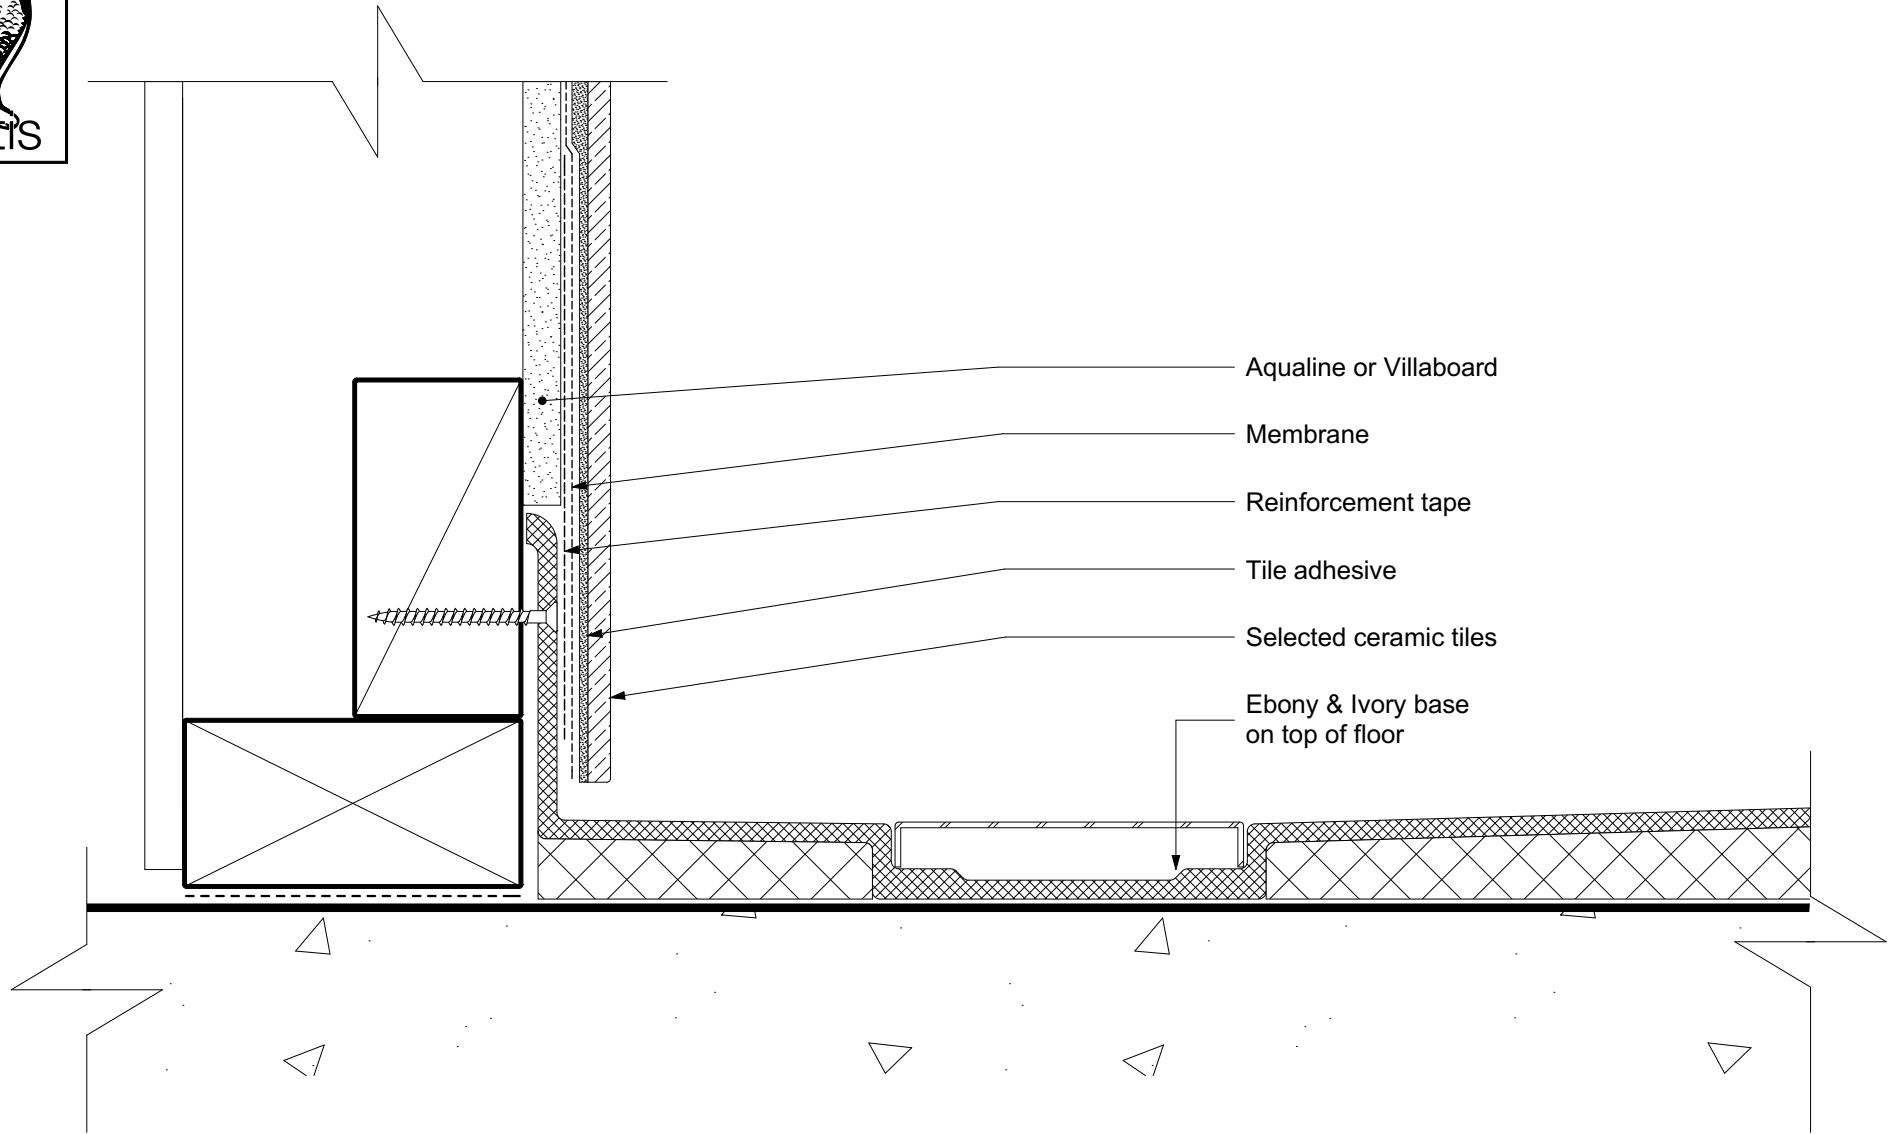 Aqualine or Villaboard
Membrane
Reinforcement tape
Tile adhesive
Selected ceramic tiles
Ebony & Ivory base
on top of floor